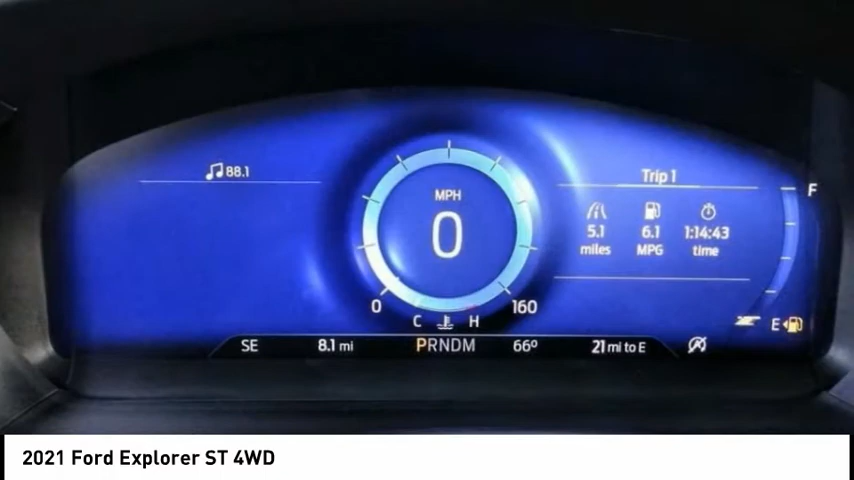 88.1
Trip 1
MPH
0
5.1 6.1 1:14:43
miles MPG time
F
0 160
C H
E
SE 8.1 mi PRNDM 66° 21 mi to E
2021 Ford Explorer ST 4WD